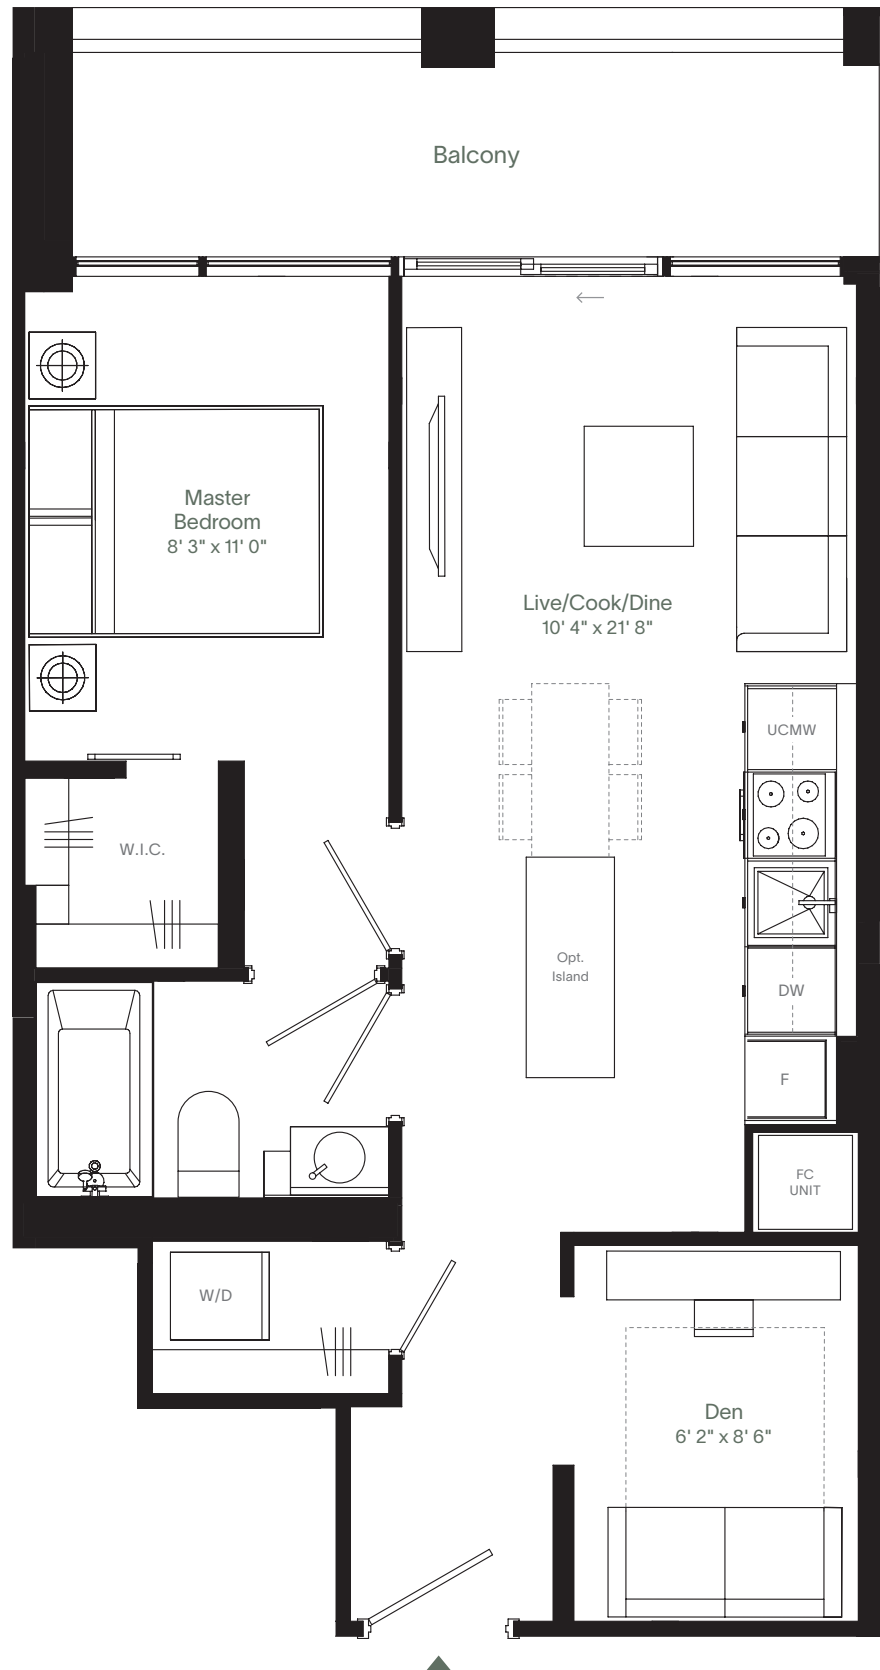 Balcony
Master
Bedroom
8' 3" x 11' 0"
Live/Cook/Dine
10' 4" x 21' 8"
UCMW
W.I.C.
Opt.
Island
DW
F
FC
UNIT
W/D
Den
6' 2" x 8' 6"